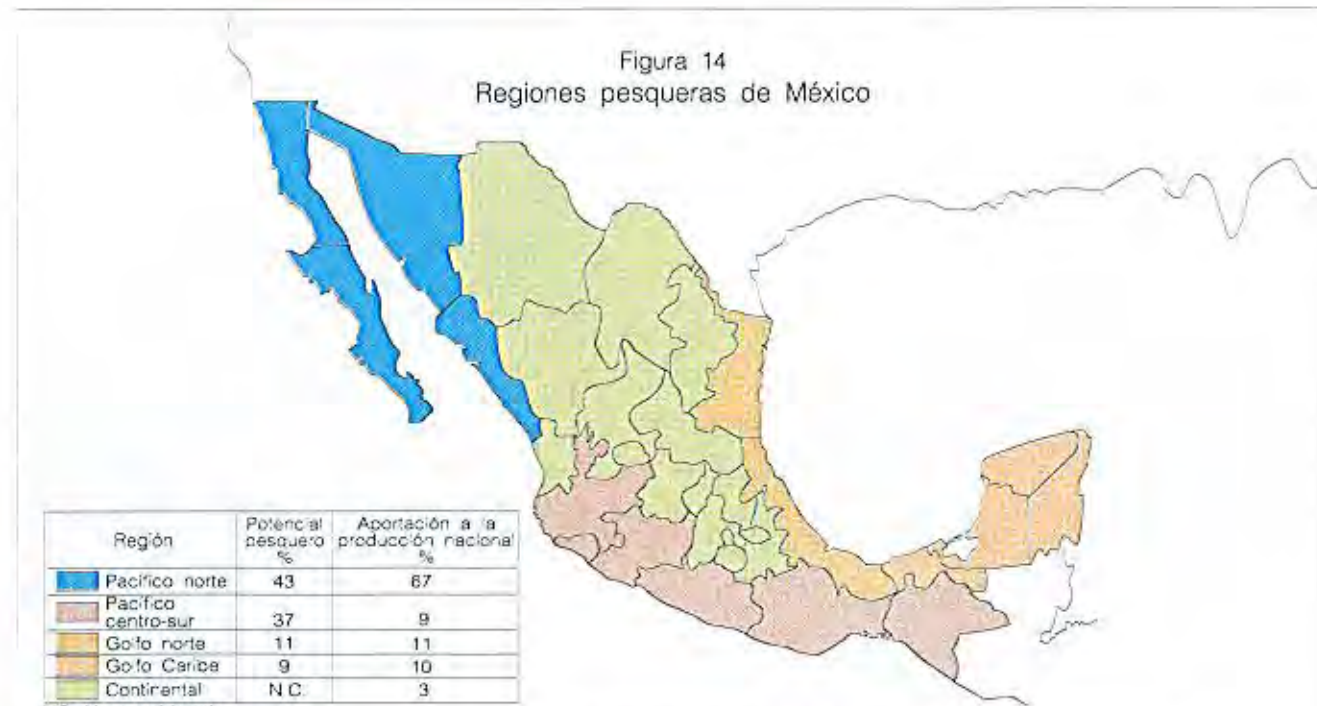 Figura 14
Regiones pesqueras de México
Región Potencial pesquero % Aportación a la producción nacional %
Pacífico norte 43 67
Pacífico centro-sur 37 9
Golfo norte 11 11
Golfo Caribe 9 10
Continental N.C. 3